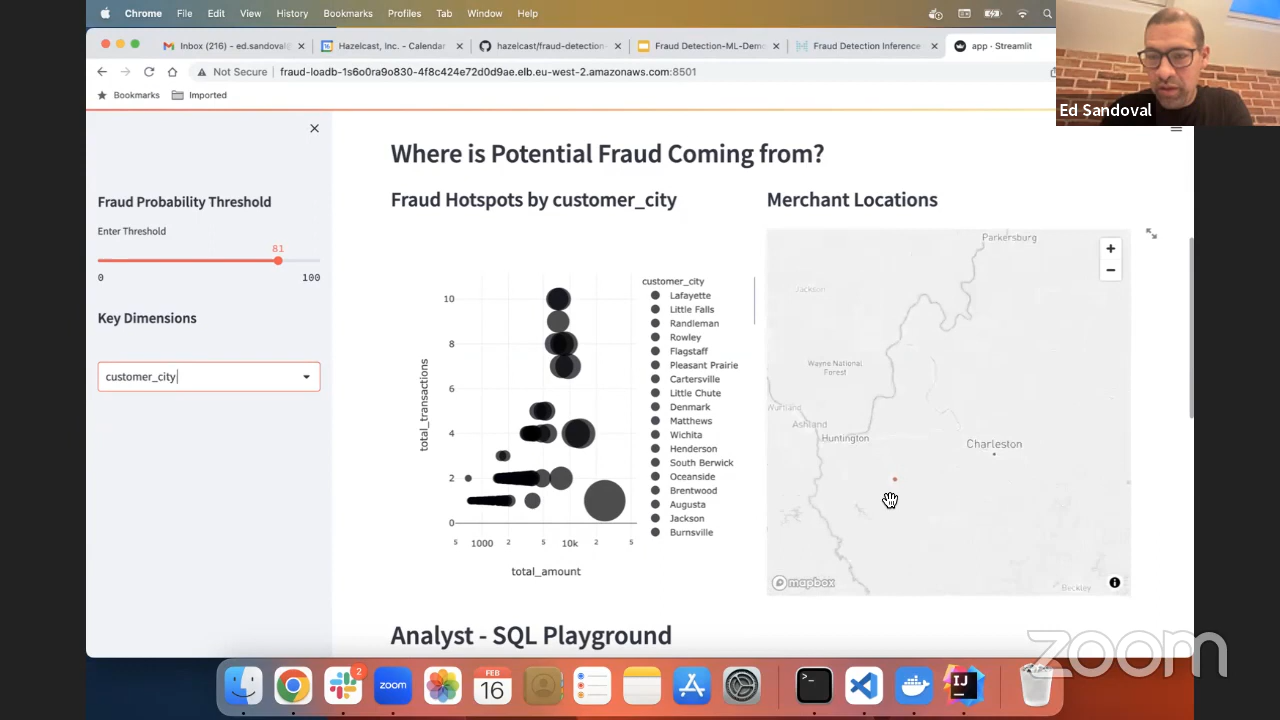 Chrome File Edit View History Bookmarks Profiles Tab Window Help
Inbox (216) - ed.sandoval
Hazelcast, Inc. - Calendar
hazelcast/fraud-detection-
Fraud Detection-ML-Demo
Fraud Detection Inference
app · Streamlit
Not Secure fraud-loadb-1s6o0ra9o830-4f8c424e72d0d9ae.elb.eu-west-2.amazonaws.com:8501
Bookmarks Imported
Ed Sandoval
Fraud Probability Threshold
Enter Threshold
81
0 100
Key Dimensions
customer_city
Where is Potential Fraud Coming from?
Fraud Hotspots by customer_city
total_transactions
10
8
6
4
2
0
5 1000 2 5 10k 2 5
total_amount
customer_city
Lafayette
Little Falls
Randleman
Rowley
Flagstaff
Pleasant Prairie
Cartersville
Little Chute
Denmark
Matthews
Wichita
Henderson
South Berwick
Oceanside
Brentwood
Augusta
Jackson
Burnsville
Merchant Locations
Parkersburg
Jackson
Wayne National
Forest
Wurtland
Ashland
Huntington
Charleston
Beckley
mapbox
Analyst - SQL Playground
zoom
2
zoom
FEB
16
IJ